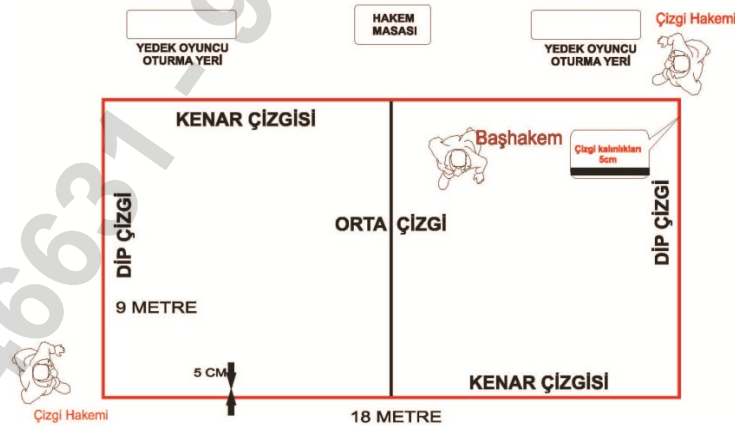 HAKEM
MASASI
YEDEK OYUNCU
OTURMA YERİ
YEDEK OYUNCU
OTURMA YERİ
Çizgi Hakemi
KENAR ÇİZGİSİ
Başhakem
Çizgi kalınlıkları
5cm
DİP ÇİZGİ
ORTA ÇİZGİ
DİP ÇİZGİ
9 METRE
5 CM
KENAR ÇİZGİSİ
Çizgi Hakemi
18 METRE